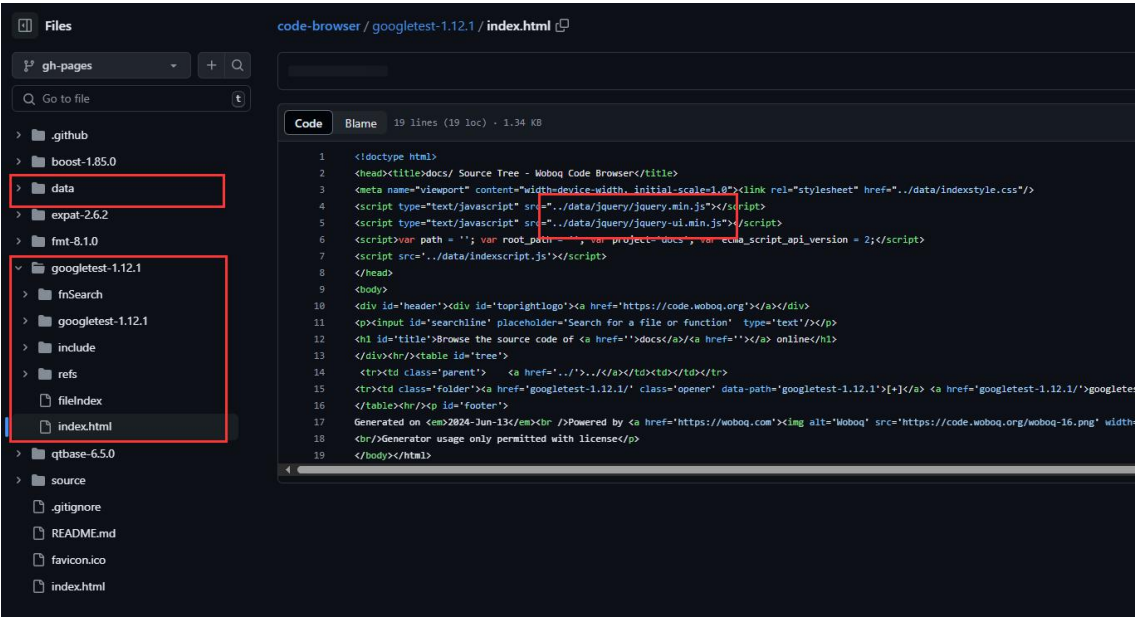 Files
gh-pages
Go to file
t
.github
boost-1.85.0
data
expat-2.6.2
fmt-8.1.0
googletest-1.12.1
fnSearch
googletest-1.12.1
include
refs
fileIndex
index.html
qtbase-6.5.0
source
.gitignore
README.md
favicon.ico
index.html
code-browser / googletest-1.12.1 / index.html
Code Blame 19 lines (19 loc) · 1.34 KB
1 <!doctype html>
2 <head><title>docs/ Source Tree - Woboq Code Browser</title>
3 <meta name="viewport" content="width=device-width, initial-scale=1.0"><link rel="stylesheet" href="../data/indexstyle.css"/>
4 <script type="text/javascript" src="../data/jquery/jquery.min.js"></script>
5 <script type="text/javascript" src="../data/jquery/jquery-ui.min.js"></script>
6 <script>var path = ''; var root_path = ''; var project='docs'; var ecma_script_api_version = 2;</script>
7 <script src='../data/indexscript.js'></script>
8 </head>
9 <body>
10 <div id='header'><div id='toprightlogo'><a href='https://code.woboq.org'></a></div>
11 <p><input id='searchline' placeholder='Search for a file or function' type='text'/></p>
12 <h1 id='title'>Browse the source code of <a href=''>docs</a>/<a href=''></a> online</h1>
13 </div><hr/><table id='tree'>
14 <tr><td class='parent'> <a href='../'>../</a></td><td></td></tr>
15 <tr><td class='folder'><a href='googletest-1.12.1/' class='opener' data-path='googletest-1.12.1'>[+]</a> <a href='googletest-1.12.1/'>googletes
16 </table><hr/><p id='footer'>
17 Generated on <em>2024-Jun-13</em><br />Powered by <a href='https://woboq.com'><img alt='Woboq' src='https://code.woboq.org/woboq-16.png' width=
18 <br/>Generator usage only permitted with license</p>
19 </body></html>